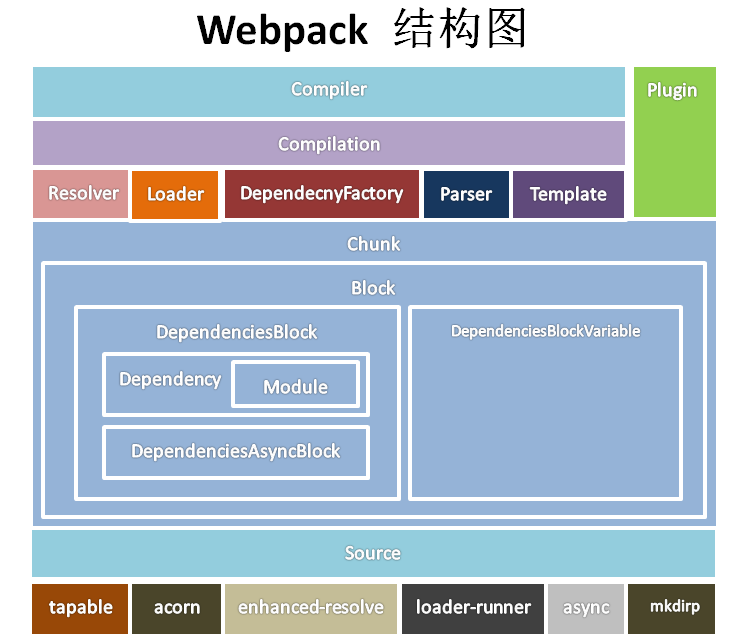 Webpack 结构图
Compiler
Plugin
Compilation
Resolver
Loader
DependecnyFactory
Parser
Template
Chunk
Block
DependenciesBlock
DependenciesBlockVariable
Dependency
Module
DependenciesAsyncBlock
Source
tapable
acorn
enhanced-resolve
loader-runner
async
mkdirp